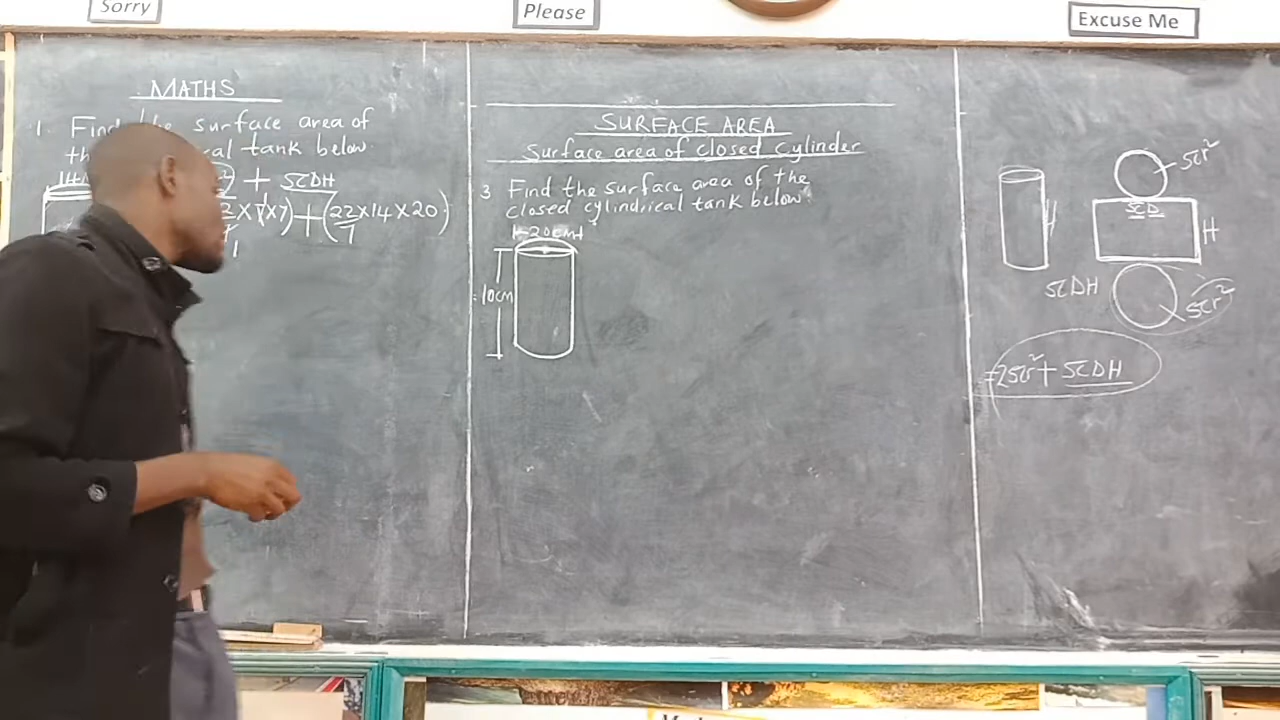 Sorry
Please
Excuse Me
MATHS
1. Find the surface area of
tank below
+ πDH
×7×7) + (22×14×20)
7
1
SURFACE AREA
Surface area of closed cylinder
3 Find the surface area of the
closed cylindrical tank below.
20cm
10cm
πr²
πD
H
H
πDH
πr²
=2πr² + πDH